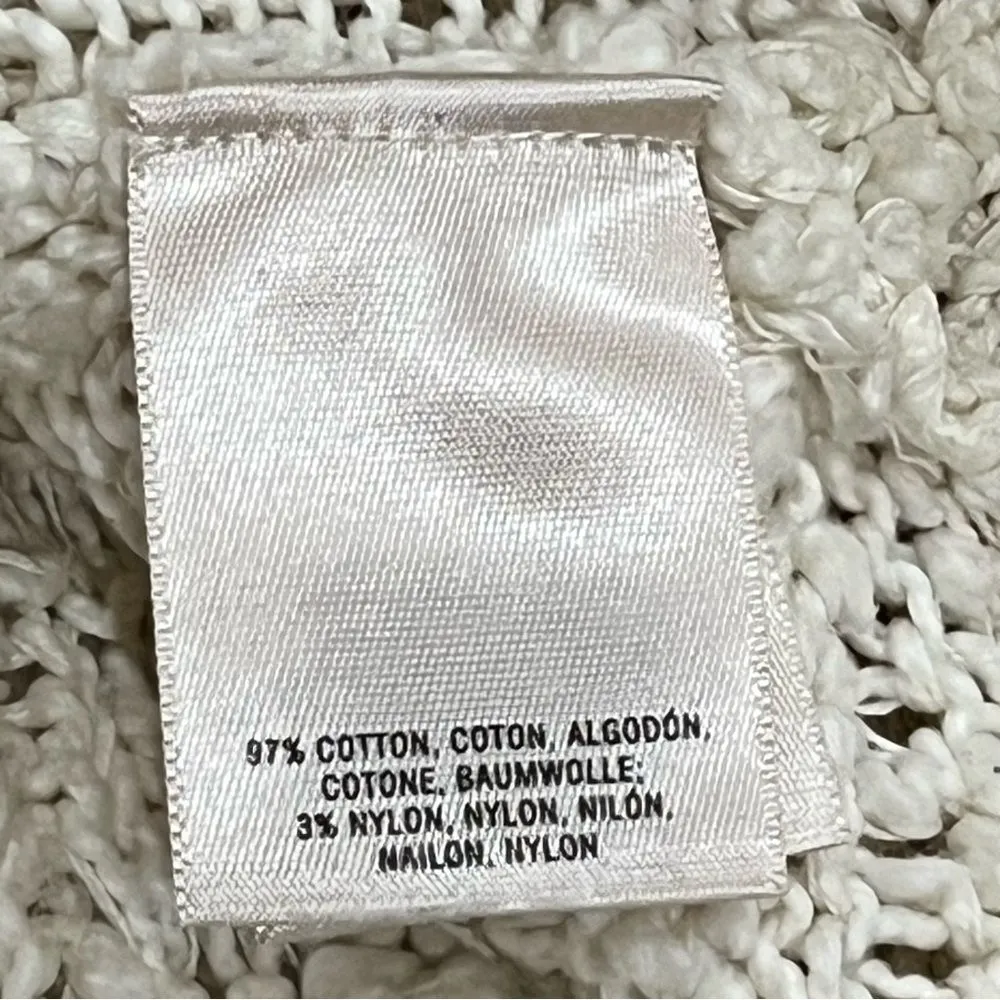 97% COTTON, COTON, ALGODÓN,
COTONE, BAUMWOLLE;
3% NYLON, NYLON, NILÓN,
NAILON, NYLON